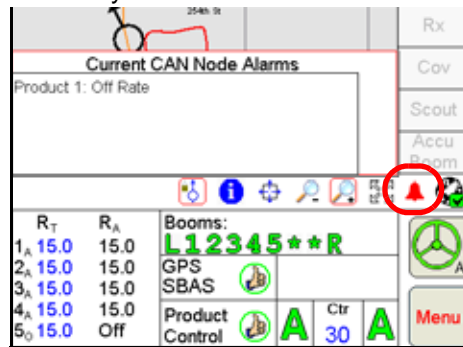 254th St
Rx
Current CAN Node Alarms
Cov
Product 1: Off Rate
Scout
Accu
Boom
RT RA
1A 15.0 15.0
2A 15.0 15.0
3A 15.0 15.0
4A 15.0 15.0
5O 15.0 Off
Booms:
L12345**R
GPS
SBAS
Product
Control
A
Ctr
30
A
A
Menu